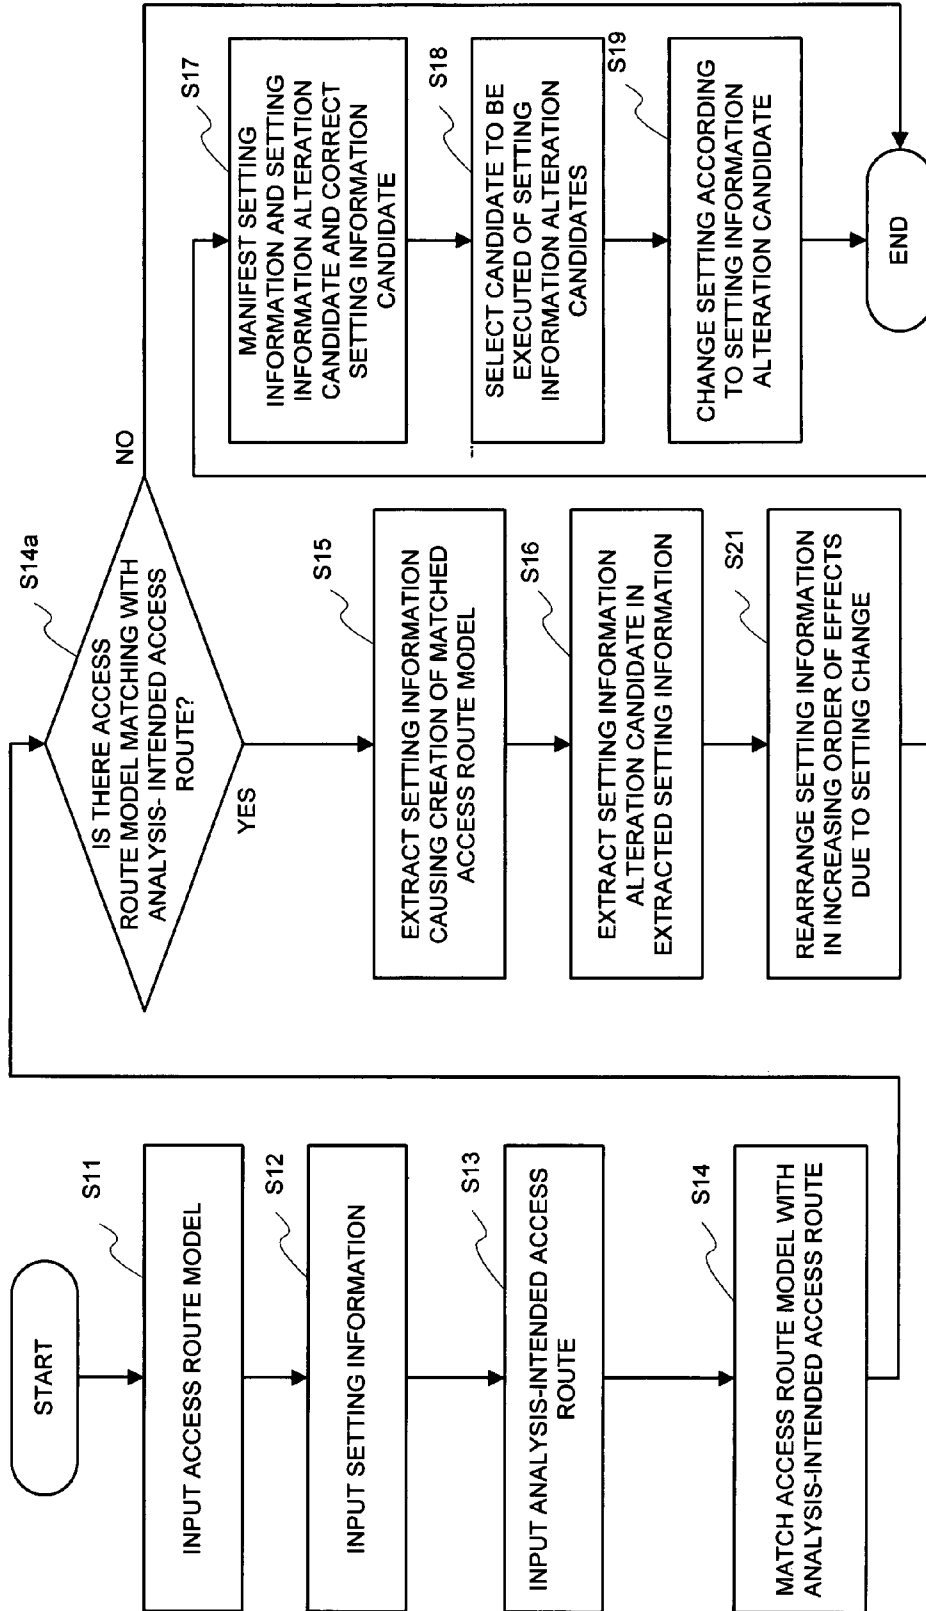 START
S11
INPUT ACCESS ROUTE MODEL
S12
INPUT SETTING INFORMATION
S13
INPUT ANALYSIS-INTENDED ACCESS
ROUTE
S14
MATCH ACCESS ROUTE MODEL WITH
ANALYSIS-INTENDED ACCESS ROUTE
S14a
IS THERE ACCESS
ROUTE MODEL MATCHING WITH
ANALYSIS- INTENDED ACCESS
ROUTE?
NO
YES
S15
EXTRACT SETTING INFORMATION
CAUSING CREATION OF MATCHED
ACCESS ROUTE MODEL
S16
EXTRACT SETTING INFORMATION
ALTERATION CANDIDATE IN
EXTRACTED SETTING INFORMATION
S21
REARRANGE SETTING INFORMATION
IN INCREASING ORDER OF EFFECTS
DUE TO SETTING CHANGE
S17
MANIFEST SETTING
INFORMATION AND SETTING
INFORMATION ALTERATION
CANDIDATE AND CORRECT
SETTING INFORMATION
CANDIDATE
S18
SELECT CANDIDATE TO BE
EXECUTED OF SETTING
INFORMATION ALTERATION
CANDIDATES
S19
CHANGE SETTING ACCORDING
TO SETTING INFORMATION
ALTERATION CANDIDATE
END